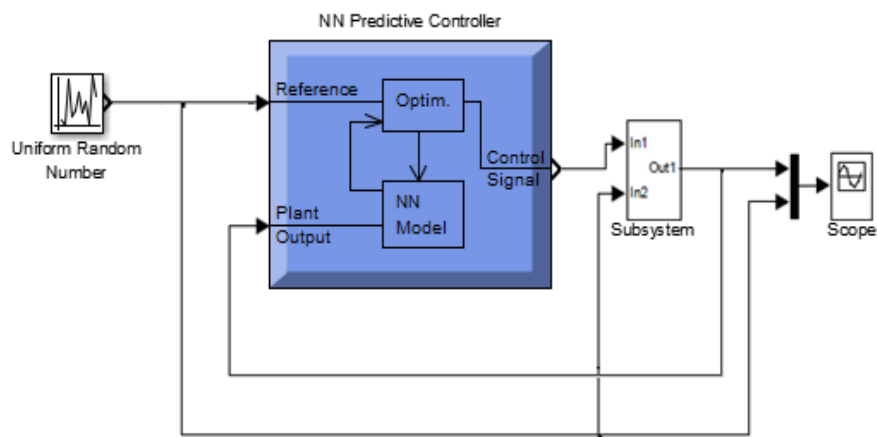 NN Predictive Controller
Uniform Random
Number
Reference
Optim.
Control
Signal
Plant
Output
NN
Model
In1
Out1
In2
Subsystem
Scope